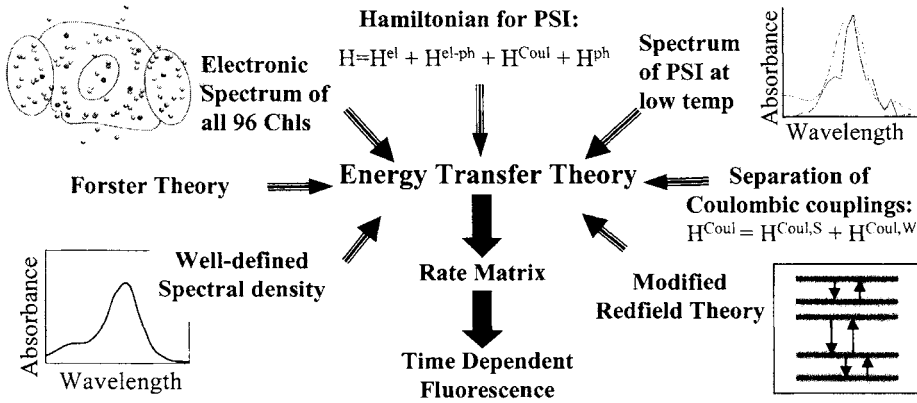 Hamiltonian for PSI:
H=H^el + H^el-ph + H^Coul + H^ph
Electronic
Spectrum of
all 96 Chls
Spectrum
of PSI at
low temp
Absorbance
Wavelength
Forster Theory
Energy Transfer Theory
Separation of
Coulombic couplings:
H^Coul = H^Coul,S + H^Coul,W
Well-defined
Spectral density
Absorbance
Wavelength
Rate Matrix
Modified
Redfield Theory
Time Dependent
Fluorescence